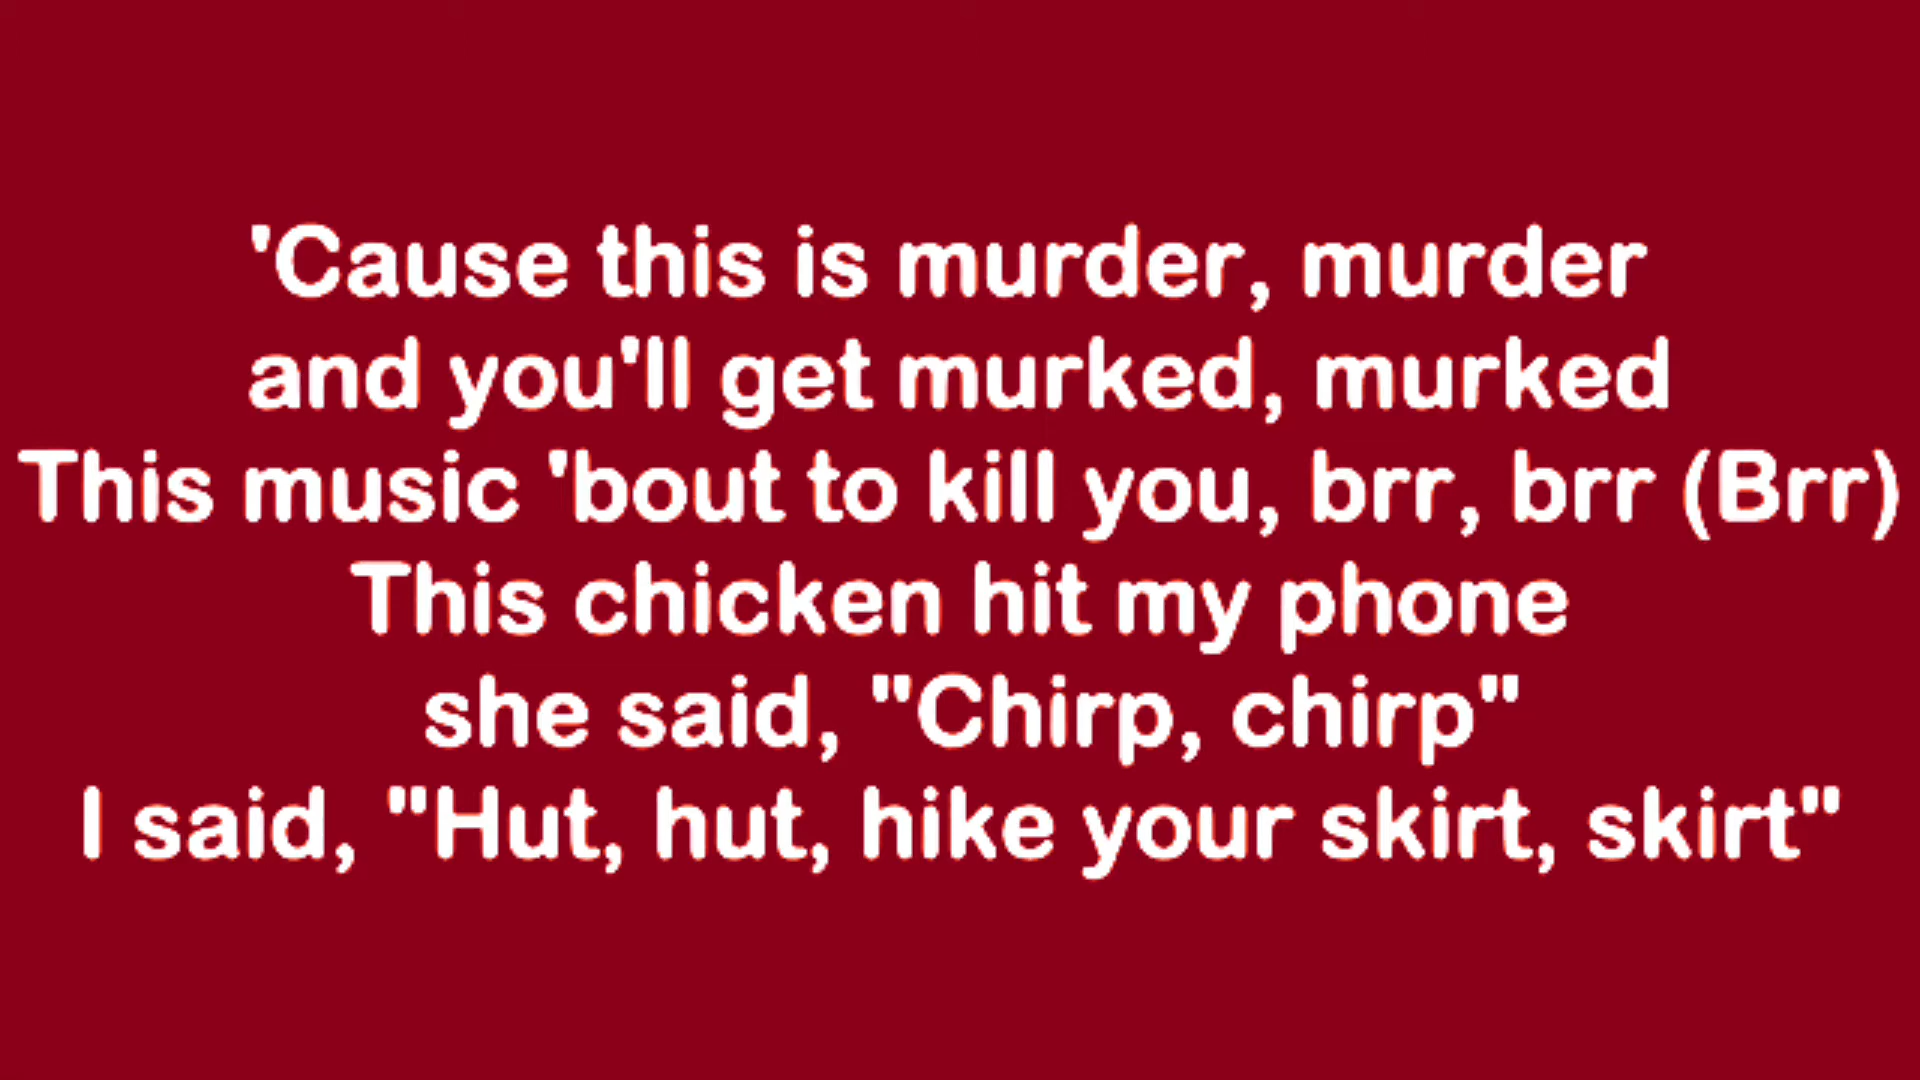 'Cause this is murder, murder
and you'll get murked, murked
This music 'bout to kill you, brr, brr (Brr)
This chicken hit my phone
she said, "Chirp, chirp"
I said, "Hut, hut, hike your skirt, skirt"